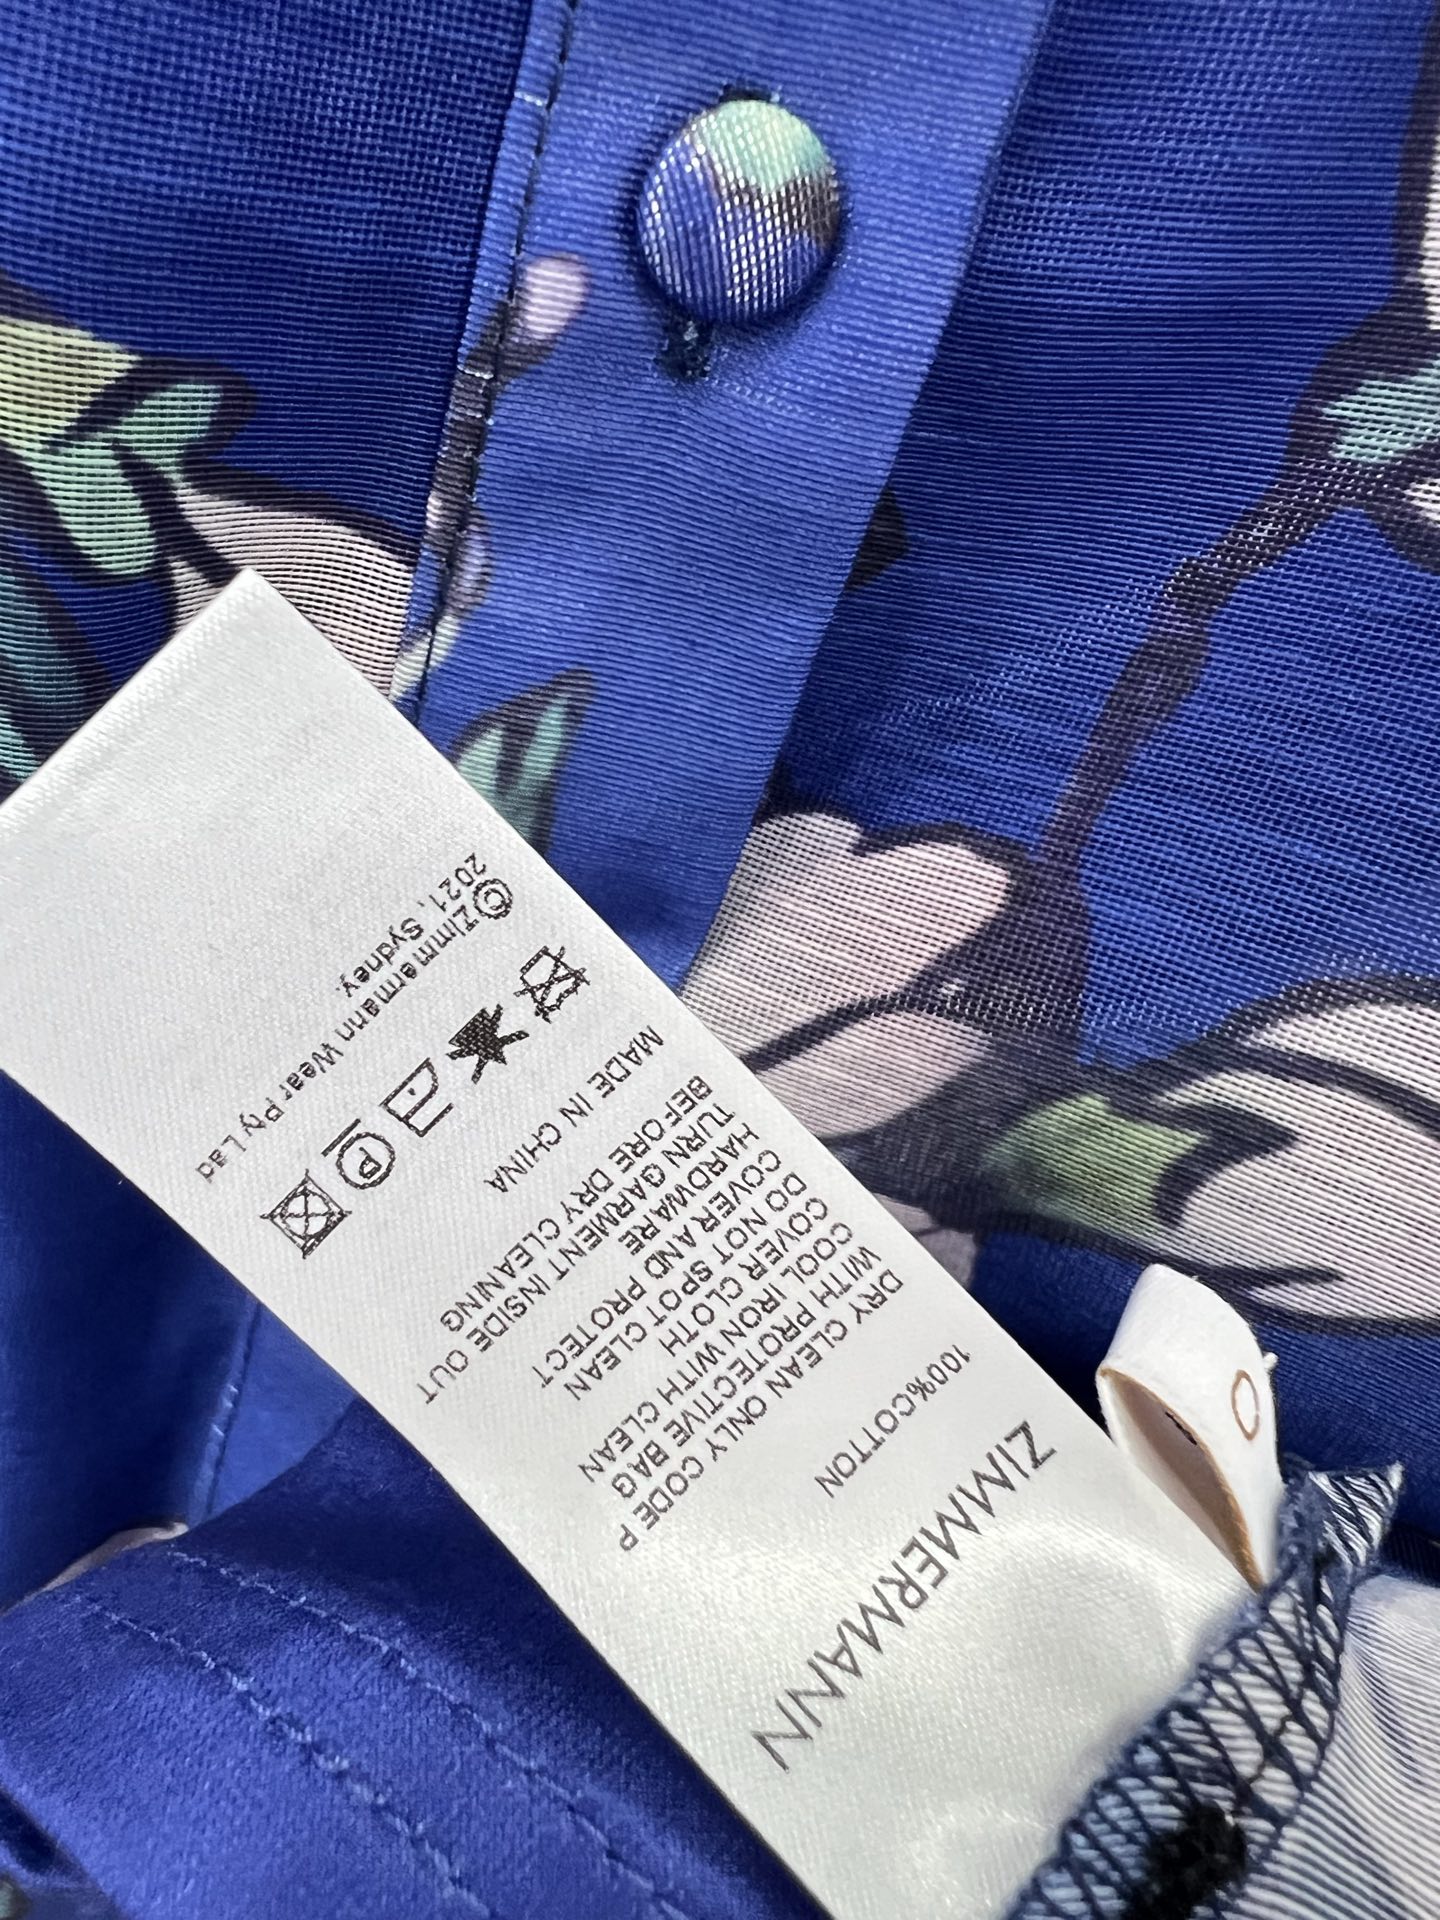 ZIMMERMANN
100%COTTON
DRY CLEAN ONLY CODE P
WITH PROTECTIVE BAG
COOL IRON WITH CLEAN
COVER CLOTH
DO NOT SPOT CLEAN
COVER AND PROTECT
HARDWARE
TURN GARMENT INSIDE OUT
BEFORE DRY CLEANING
MADE IN CHINA
P
©Zimmermann Wear Pty Lad
2021, Sydney.
O